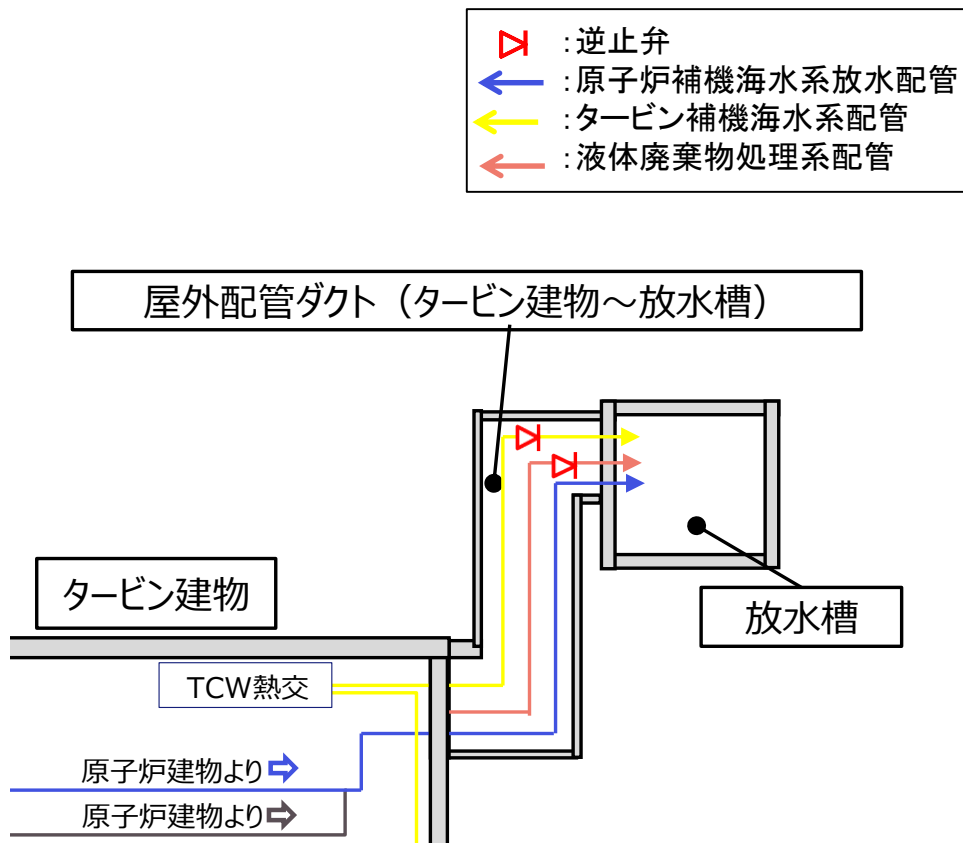 ：逆止弁
：原子炉補機海水系放水配管
：タービン補機海水系配管
：液体廃棄物処理系配管
屋外配管ダクト（タービン建物～放水槽）
タービン建物
放水槽
TCW熱交
原子炉建物より
原子炉建物より